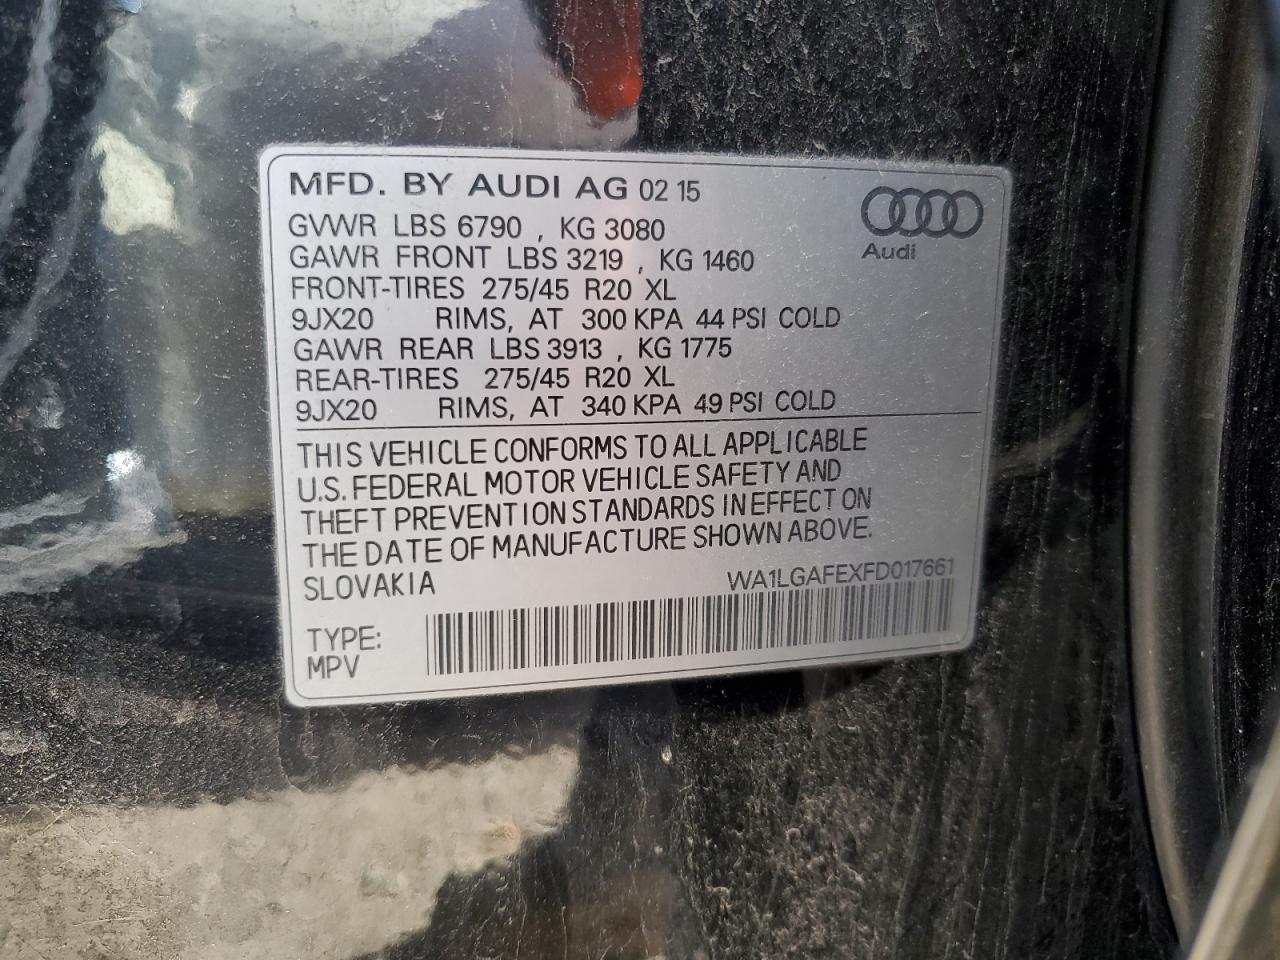 MFD. BY AUDI AG 02 15
Audi
GVWR LBS 6790 , KG 3080
GAWR FRONT LBS 3219 , KG 1460
FRONT-TIRES 275/45 R20 XL
9JX20 RIMS, AT 300 KPA 44 PSI COLD
GAWR REAR LBS 3913 , KG 1775
REAR-TIRES 275/45 R20 XL
9JX20 RIMS, AT 340 KPA 49 PSI COLD
THIS VEHICLE CONFORMS TO ALL APPLICABLE
U.S. FEDERAL MOTOR VEHICLE SAFETY AND
THEFT PREVENTION STANDARDS IN EFFECT ON
THE DATE OF MANUFACTURE SHOWN ABOVE.
SLOVAKIA WA1LGAFEXFD017661
TYPE:
MPV